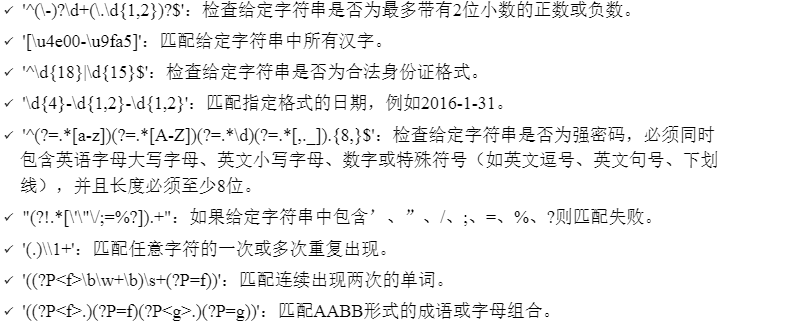 ✓ '^(\-)?\d+(\.\d{1,2})?$'：检查给定字符串是否为最多带有2位小数的正数或负数。
✓ '[\u4e00-\u9fa5]'：匹配给定字符串中所有汉字。
✓ '^\d{18}|\d{15}$'：检查给定字符串是否为合法身份证格式。
✓ '\d{4}-\d{1,2}-\d{1,2}'：匹配指定格式的日期，例如2016-1-31。
✓ '^(?=.*[a-z])(?=.*[A-Z])(?=.*\d)(?=.*[,._]).{8,}$'：检查给定字符串是否为强密码，必须同时
包含英语字母大写字母、英文小写字母、数字或特殊符号（如英文逗号、英文句号、下划
线），并且长度必须至少8位。
✓ "(?!.*[\'\"\/;=%?]).+"：如果给定字符串中包含’、”、/、;、=、%、?则匹配失败。
✓ '(.)\\1+'：匹配任意字符的一次或多次重复出现。
✓ '((?P<f>\b\w+\b)\s+(?P=f))'：匹配连续出现两次的单词。
✓ '((?P<f>.)(?P=f)(?P<g>.)(?P=g))'：匹配AABB形式的成语或字母组合。